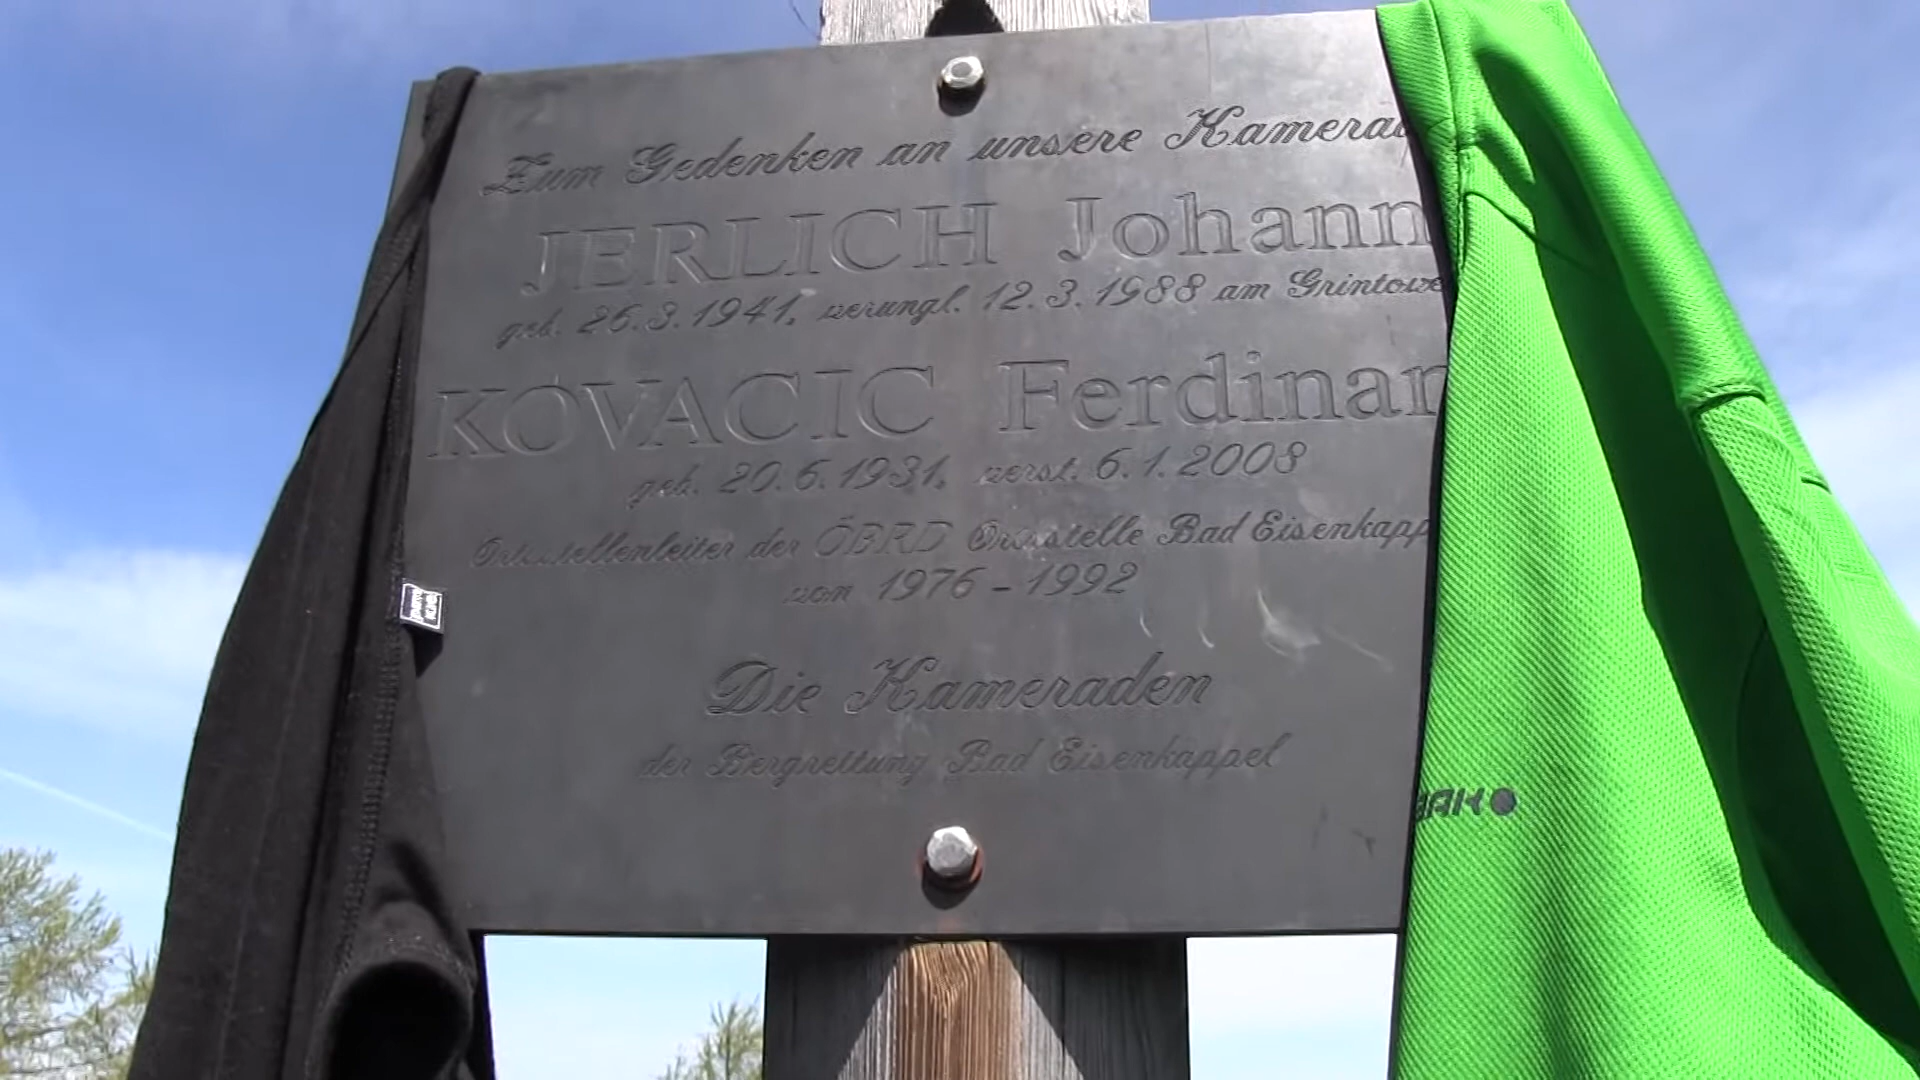 Zum Gedenken an unsere Kamerad
JERLICH Johann
geb. 26.3.1941, verungl. 12.3.1988 am Grintowe
KOVACIC Ferdinan
geb. 20.6.1931, verst. 6.1.2008
Ortsstellenleiter der ÖBRD Ortsstelle Bad Eisenkapp
von 1976 - 1992
Die Kameraden
der Bergrettung Bad Eisenkappel